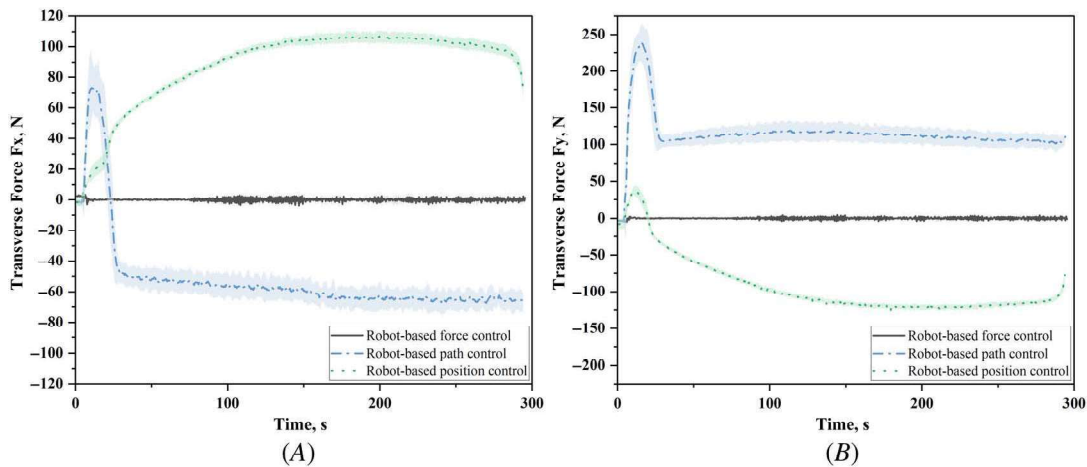 120
100
80
60
40
20
0
−20
−40
−60
−80
−100
−120
Transverse Force Fx, N
0
100
200
300
Time, s
Robot-based force control
Robot-based path control
Robot-based position control
(A)
250
200
150
100
50
0
−50
−100
−125
−200
Transverse Force Fy, N
0
100
200
300
Time, s
Robot-based force control
Robot-based path control
Robot-based position control
(B)